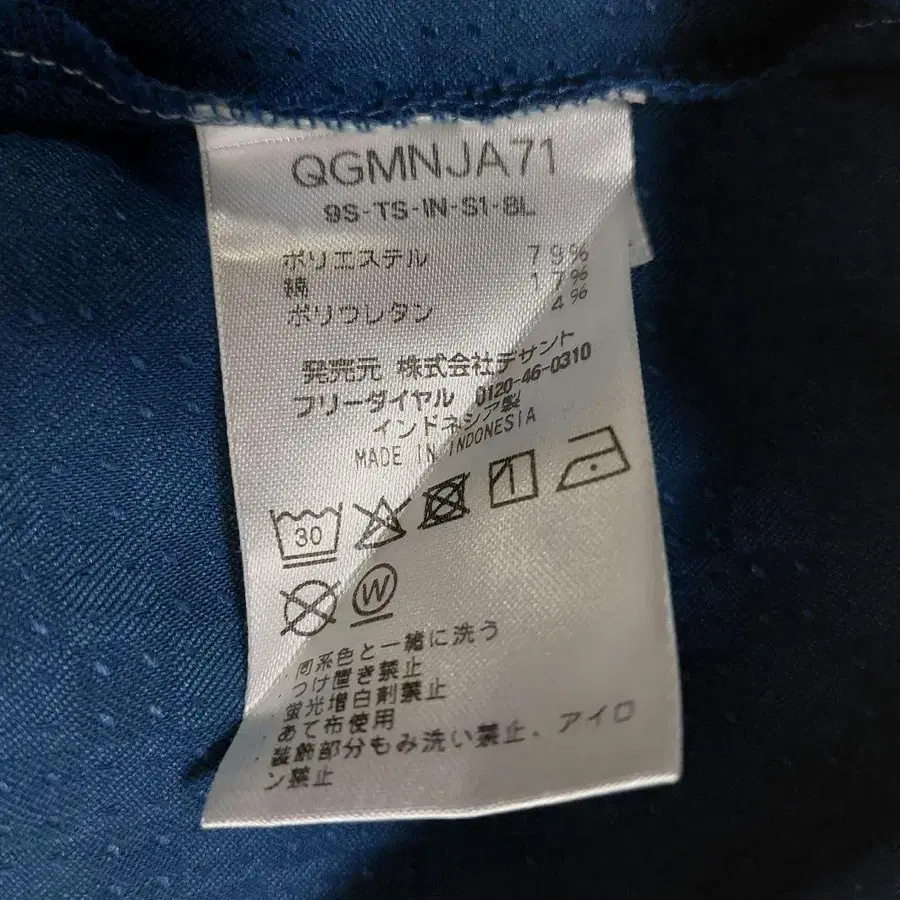 QGMNJA71
9S-TS-IN-S1-BL
ポリエステル 79%
綿 17%
ポリウレタン 4%
発売元 株式会社デサント
フリーダイヤル 0120-46-0310
インドネシア製
MADE IN INDONESIA
30
W
・同系色と一緒に洗う
・つけ置き禁止
・蛍光増白剤禁止
・あて布使用
・装飾部分もみ洗い禁止、アイロ
ン禁止